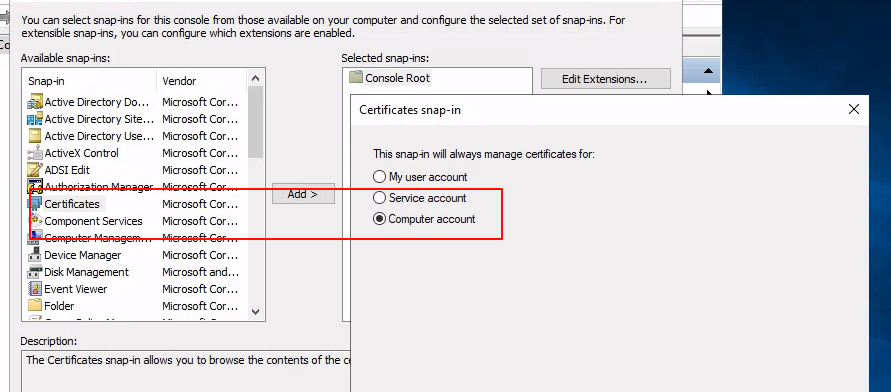 You can select snap-ins for this console from those available on your computer and configure the selected set of snap-ins. For
extensible snap-ins, you can configure which extensions are enabled.
Available snap-ins:
Snap-in Vendor
Active Directory Do... Microsoft Cor...
Active Directory Site... Microsoft Cor...
Active Directory Use... Microsoft Cor...
ActiveX Control Microsoft Cor...
ADSI Edit Microsoft Cor...
Authorization Manager Microsoft Cor...
Certificates Microsoft Cor...
Component Services Microsoft Cor...
Computer Managem... Microsoft Cor...
Device Manager Microsoft Cor...
Disk Management Microsoft and...
Event Viewer Microsoft Cor...
Folder Microsoft Cor...
Add >
Selected snap-ins:
Console Root
Edit Extensions...
Certificates snap-in
This snap-in will always manage certificates for:
My user account
Service account
Computer account
Description:
The Certificates snap-in allows you to browse the contents of the ce